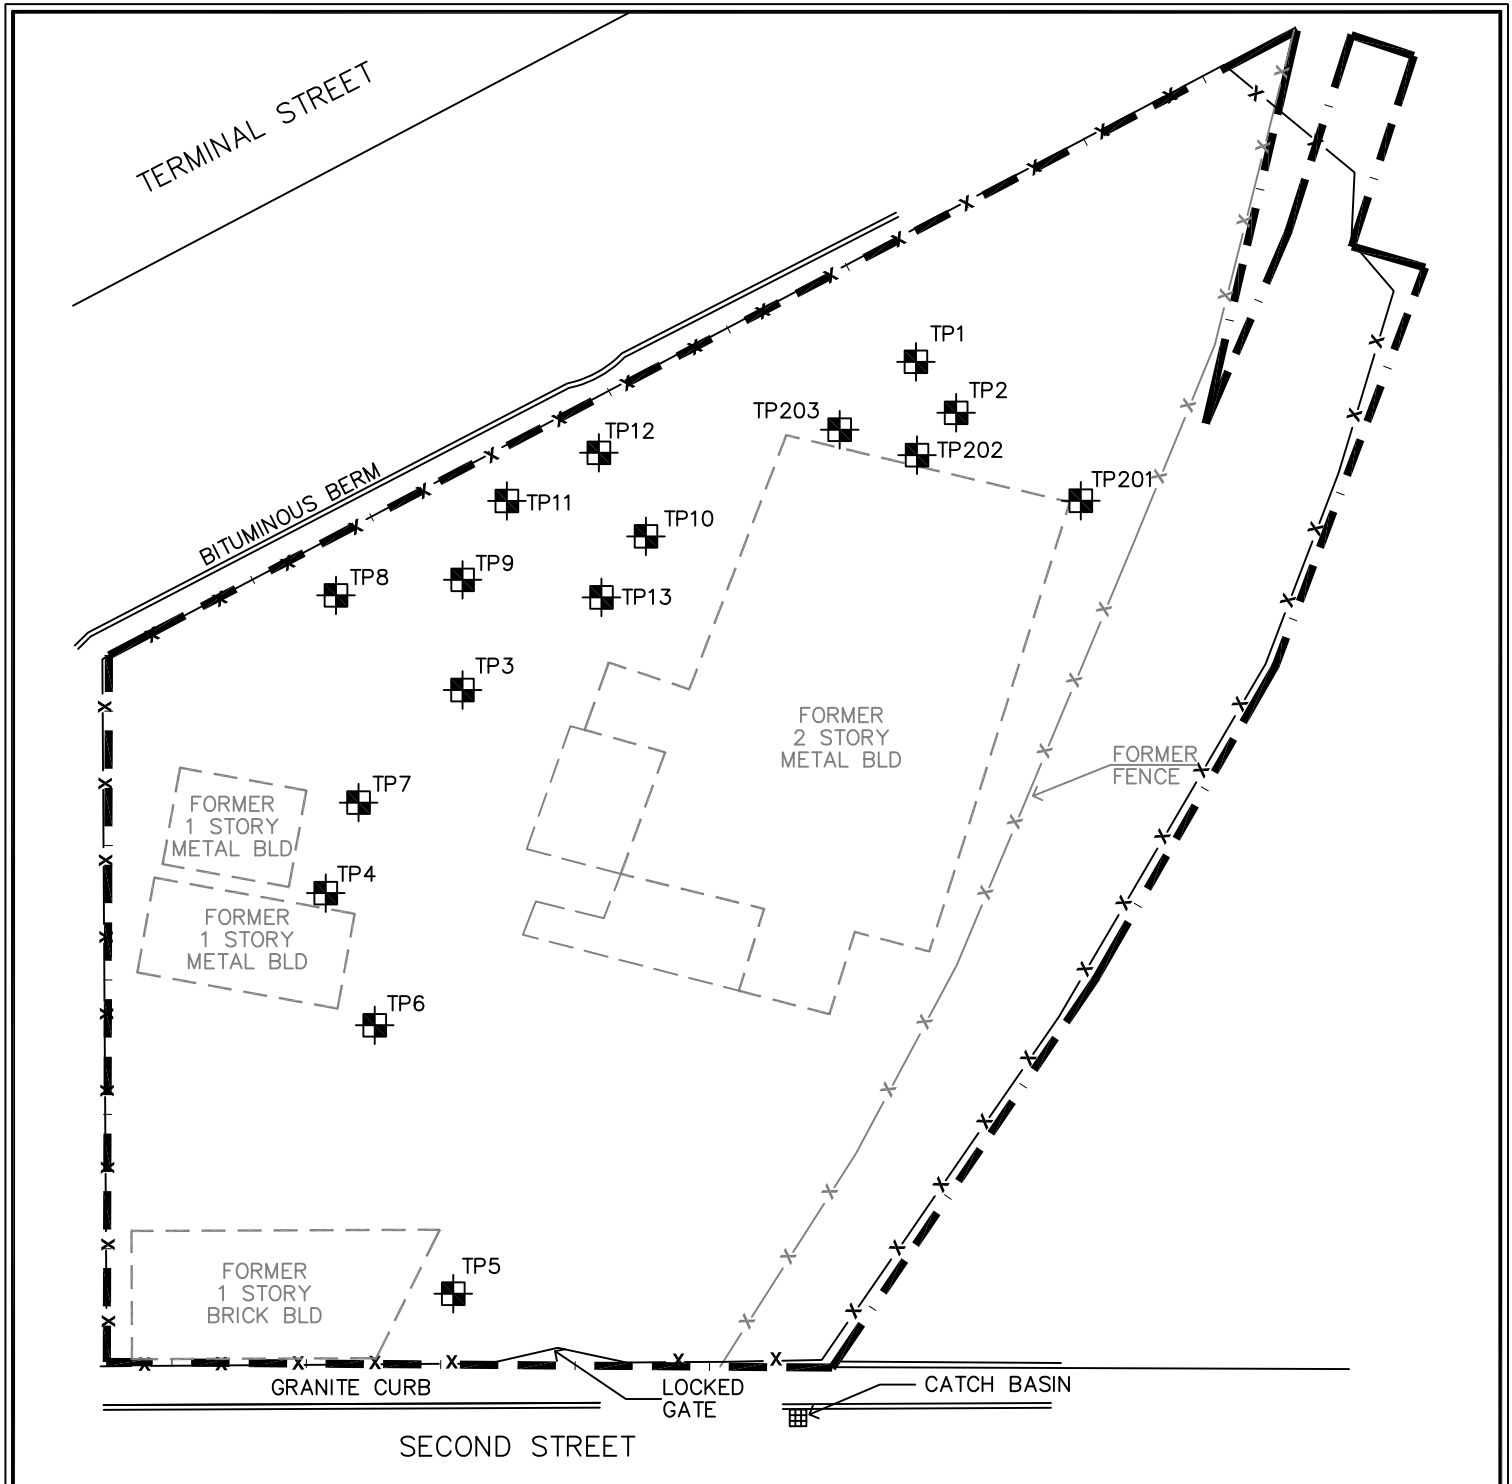 TERMINAL STREET
TP1
TP2
TP203
TP12
TP202
BITUMINOUS BERM
TP201
TP11
TP10
TP9
TP8
TP13
TP3
FORMER
2 STORY
METAL BLD
FORMER
FENCE
TP7
FORMER
1 STORY
METAL BLD
TP4
FORMER
1 STORY
METAL BLD
TP6
TP5
FORMER
1 STORY
BRICK BLD
GRANITE CURB
LOCKED
GATE
CATCH BASIN
SECOND STREET